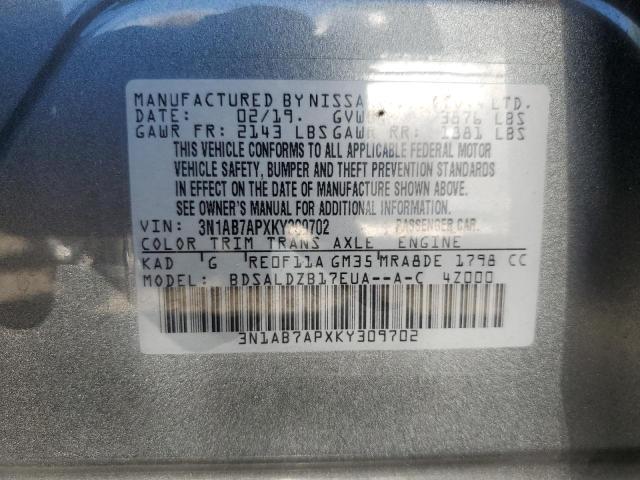 MANUFACTURED BY NISSA LTD.
DATE: 02/19. GVW 3676 LBS
GAWR FR: 2143 LBS GAWR RR: 1381 LBS
THIS VEHICLE CONFORMS TO ALL APPLICABLE FEDERAL MOTOR
VEHICLE SAFETY, BUMPER AND THEFT PREVENTION STANDARDS
IN EFFECT ON THE DATE OF MANUFACTURE SHOWN ABOVE.
SEE OWNER'S MANUAL FOR ADDITIONAL INFORMATION.
VIN: 3N1AB7APXKY309702 PASSENGER CAR.
COLOR TRIM TRANS AXLE ENGINE
KAD G RE0F11A GM35 MRA8DE 1798 CC
MODEL: BDSALDZB17EUA--A-C 4Z000
3N1AB7APXKY309702